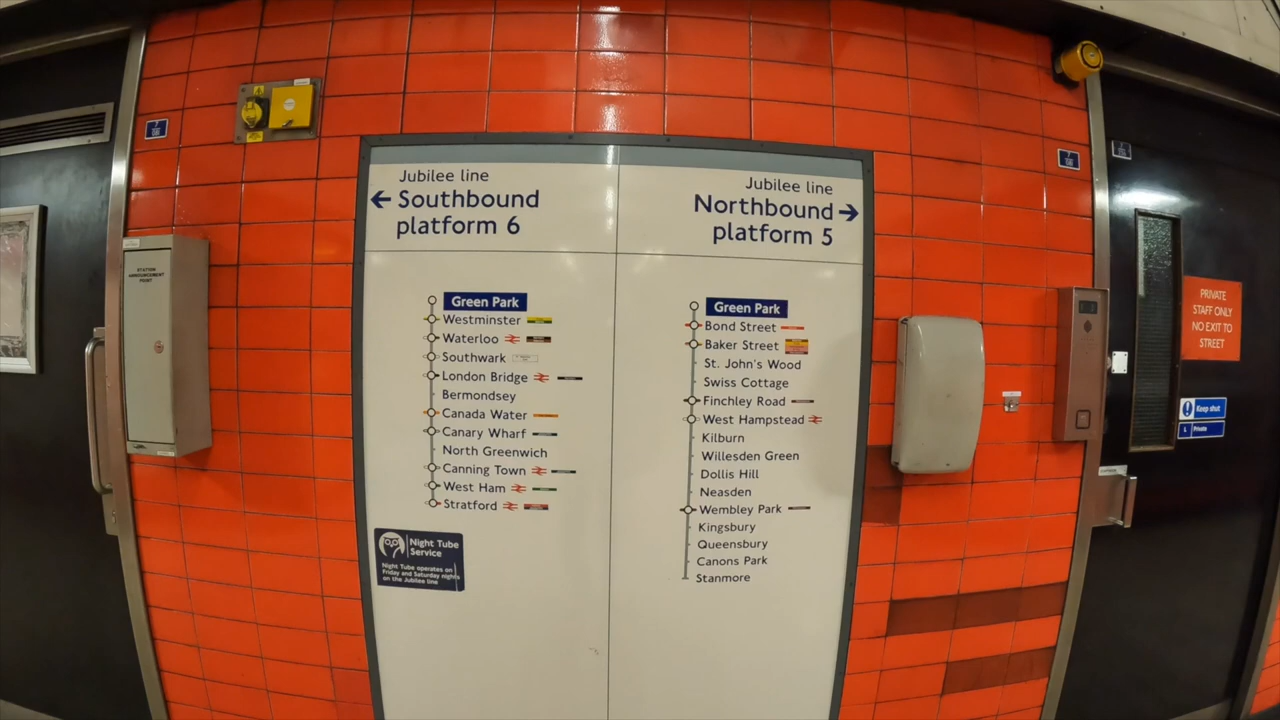 Jubilee line
← Southbound
platform 6
Green Park
Westminster
Waterloo
Southwark
London Bridge
Bermondsey
Canada Water
Canary Wharf
North Greenwich
Canning Town
West Ham
Stratford
Night Tube
Service
Night Tube operates on
Friday and Saturday nights
on the Jubilee line
Jubilee line
Northbound →
platform 5
Green Park
Bond Street
Baker Street
St. John's Wood
Swiss Cottage
Finchley Road
West Hampstead
Kilburn
Willesden Green
Dollis Hill
Neasden
Wembley Park
Kingsbury
Queensbury
Canons Park
Stanmore
STATION
ANNOUNCEMENT
POINT
PRIVATE
STAFF ONLY
NO EXIT TO
STREET
Keep shut
Private